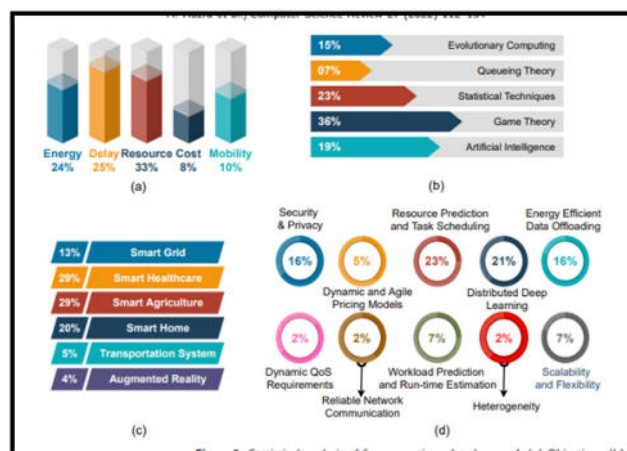 Energy Delay Resource Cost Mobility
24% 25% 33% 8% 10%
(a)
15% Evolutionary Computing
07% Queueing Theory
23% Statistical Techniques
36% Game Theory
19% Artificial Intelligence
(b)
13% Smart Grid
29% Smart Healthcare
29% Smart Agriculture
20% Smart Home
5% Transportation System
4% Augmented Reality
(c)
Security
& Privacy
16%
5%
Dynamic and Agile
Pricing Models
Resource Prediction
and Task Scheduling
23%
21%
Distributed Deep
Learning
Energy Efficient
Data Offloading
16%
2%
Dynamic QoS
Requirements
2%
Reliable Network
Communication
7%
Workload Prediction
and Run-time Estimation
2%
Heterogeneity
7%
Scalability
and Flexibility
(d)